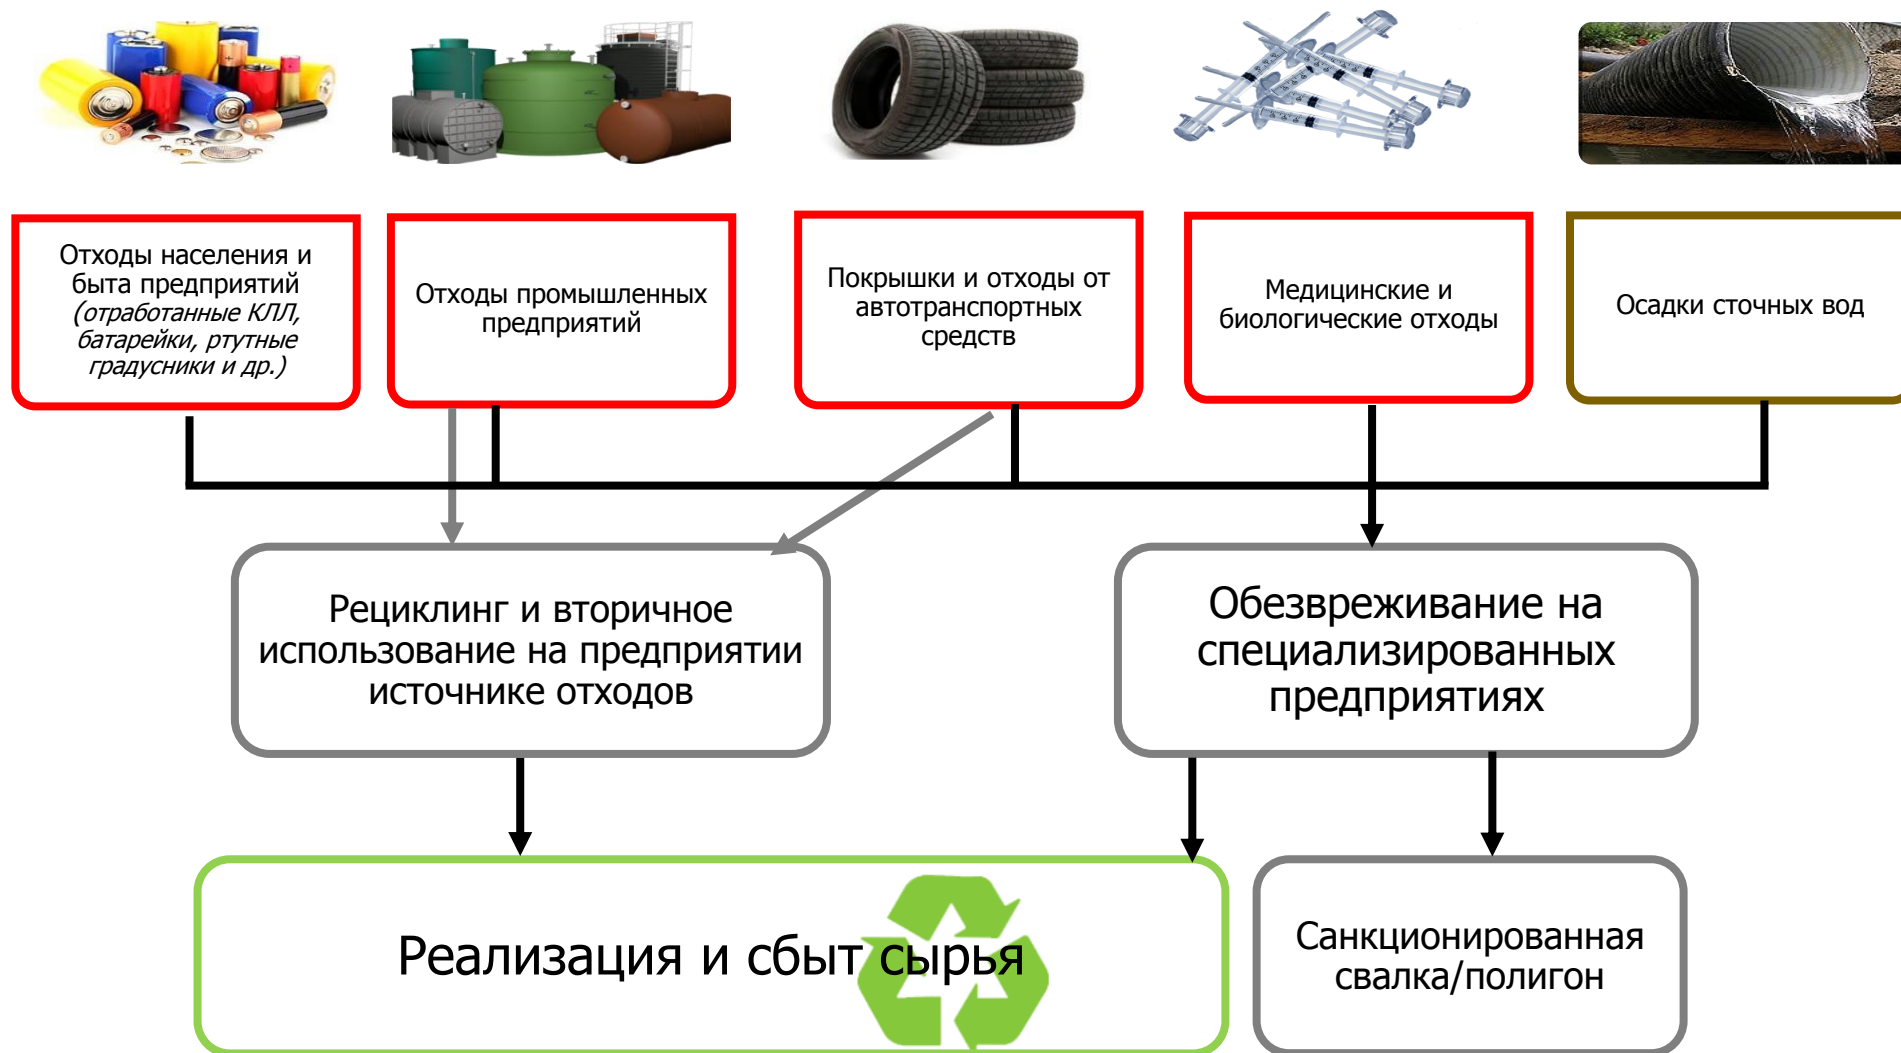 Отходы населения и
быта предприятий
(отработанные КЛЛ,
батарейки, ртутные
градусники и др.)
Отходы промышленных
предприятий
Покрышки и отходы от
автотранспортных
средств
Медицинские и
биологические отходы
Осадки сточных вод
Рециклинг и вторичное
использование на предприятии
источнике отходов
Обезвреживание на
специализированных
предприятиях
Реализация и сбыт сырья
Санкционированная
свалка/полигон